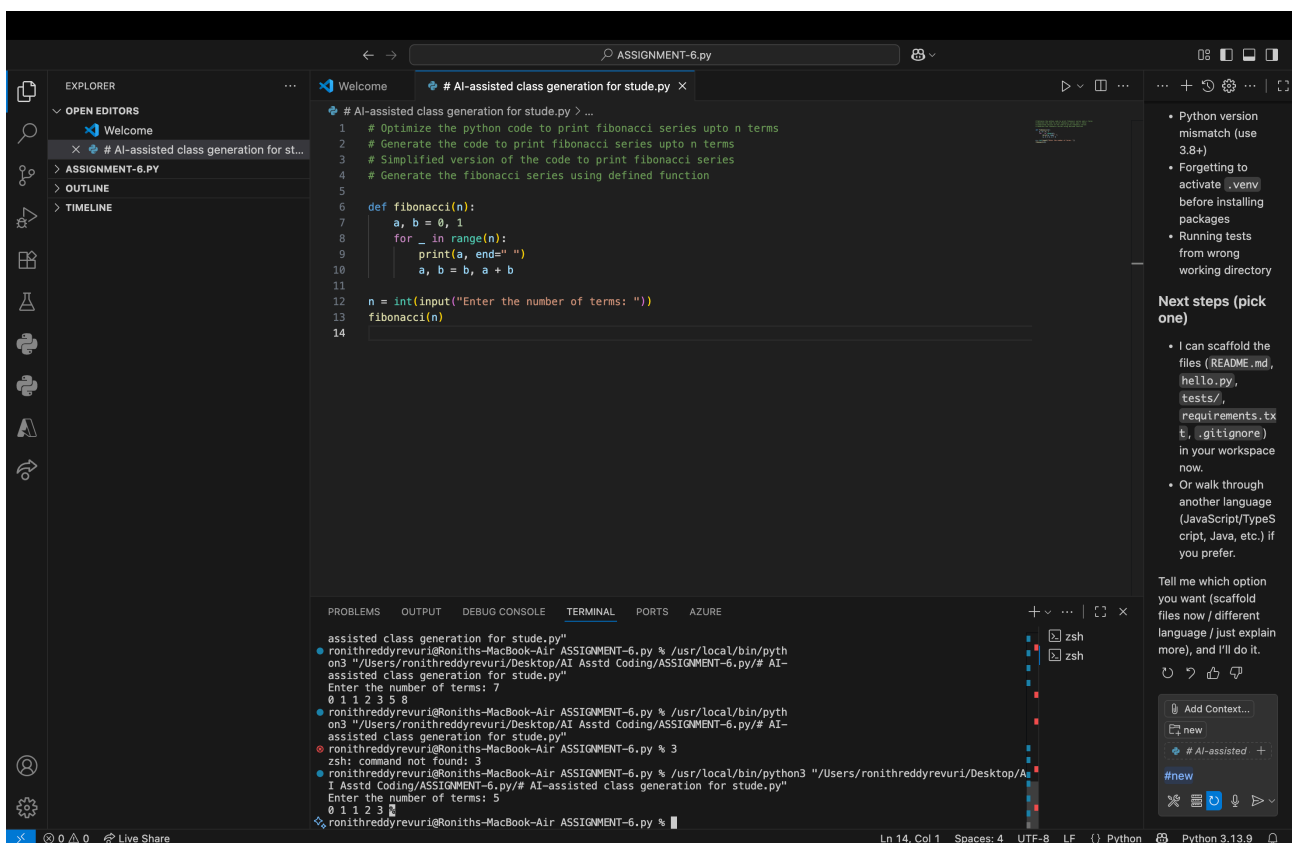 ASSIGNMENT-6.py
EXPLORER
OPEN EDITORS
Welcome
# AI-assisted class generation for st...
ASSIGNMENT-6.PY
OUTLINE
TIMELINE
Welcome
# AI-assisted class generation for stude.py
# AI-assisted class generation for stude.py > ...
1 # Optimize the python code to print fibonacci series upto n terms
2 # Generate the code to print fibonacci series upto n terms
3 # Simplified version of the code to print fibonacci series
4 # Generate the fibonacci series using defined function
5
6 def fibonacci(n):
7 a, b = 0, 1
8 for _ in range(n):
9 print(a, end=" ")
10 a, b = b, a + b
11
12 n = int(input("Enter the number of terms: "))
13 fibonacci(n)
14
PROBLEMS OUTPUT DEBUG CONSOLE TERMINAL PORTS AZURE
assisted class generation for stude.py"
ronithreddyrevuri@Roniths-MacBook-Air ASSIGNMENT-6.py % /usr/local/bin/pyth
on3 "/Users/ronithreddyrevuri/Desktop/AI Asstd Coding/ASSIGNMENT-6.py/# AI-
assisted class generation for stude.py"
Enter the number of terms: 7
0 1 1 2 3 5 8
ronithreddyrevuri@Roniths-MacBook-Air ASSIGNMENT-6.py % /usr/local/bin/pyth
on3 "/Users/ronithreddyrevuri/Desktop/AI Asstd Coding/ASSIGNMENT-6.py/# AI-
assisted class generation for stude.py"
ronithreddyrevuri@Roniths-MacBook-Air ASSIGNMENT-6.py % 3
zsh: command not found: 3
ronithreddyrevuri@Roniths-MacBook-Air ASSIGNMENT-6.py % /usr/local/bin/python3 "/Users/ronithreddyrevuri/Desktop/A
I Asstd Coding/ASSIGNMENT-6.py/# AI-assisted class generation for stude.py"
Enter the number of terms: 5
0 1 1 2 3 %
ronithreddyrevuri@Roniths-MacBook-Air ASSIGNMENT-6.py %
zsh
zsh
• Python version
mismatch (use
3.8+)
• Forgetting to
activate .venv
before installing
packages
• Running tests
from wrong
working directory
Next steps (pick
one)
• I can scaffold the
files (README.md,
hello.py,
tests/,
requirements.tx
t, .gitignore)
in your workspace
now.
• Or walk through
another language
(JavaScript/TypeS
cript, Java, etc.) if
you prefer.
Tell me which option
you want (scaffold
files now / different
language / just explain
more), and I'll do it.
Add Context...
new
# AI-assisted +
#new
0 0 Live Share
Ln 14, Col 1 Spaces: 4 UTF-8 LF {} Python Python 3.13.9